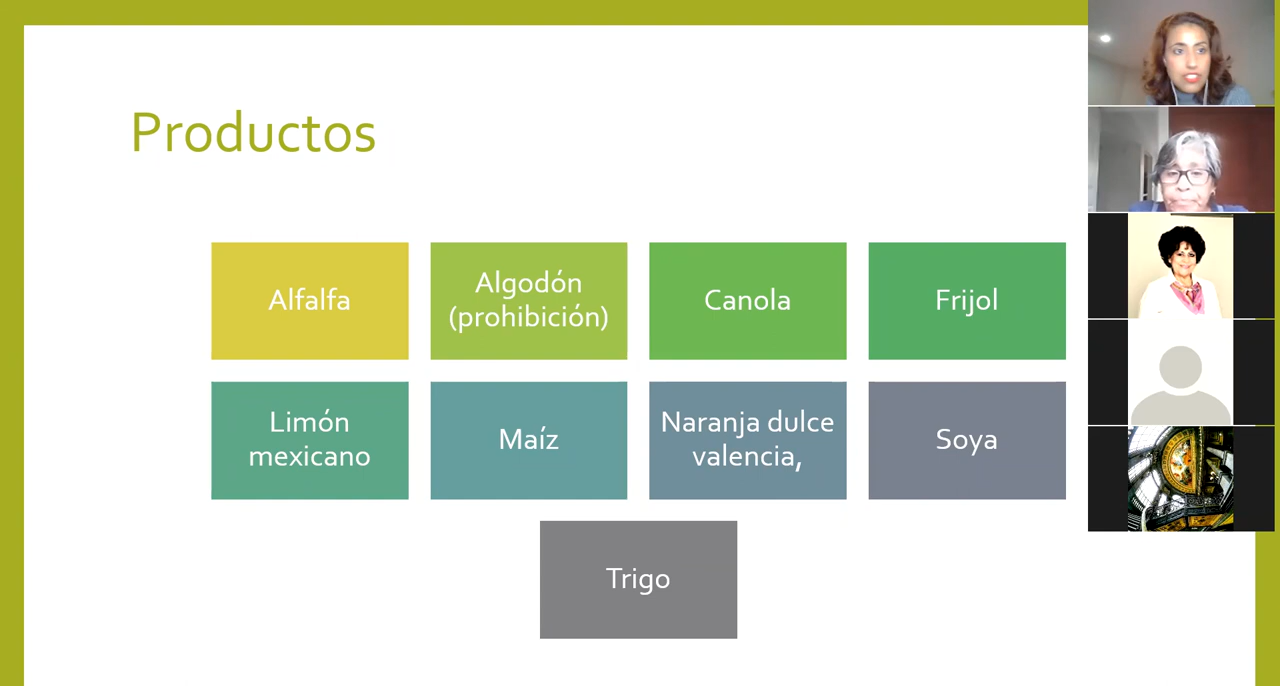 Productos
Alfalfa
Algodón
(prohibición)
Canola
Frijol
Limón
mexicano
Maíz
Naranja dulce
valencia,
Soya
Trigo